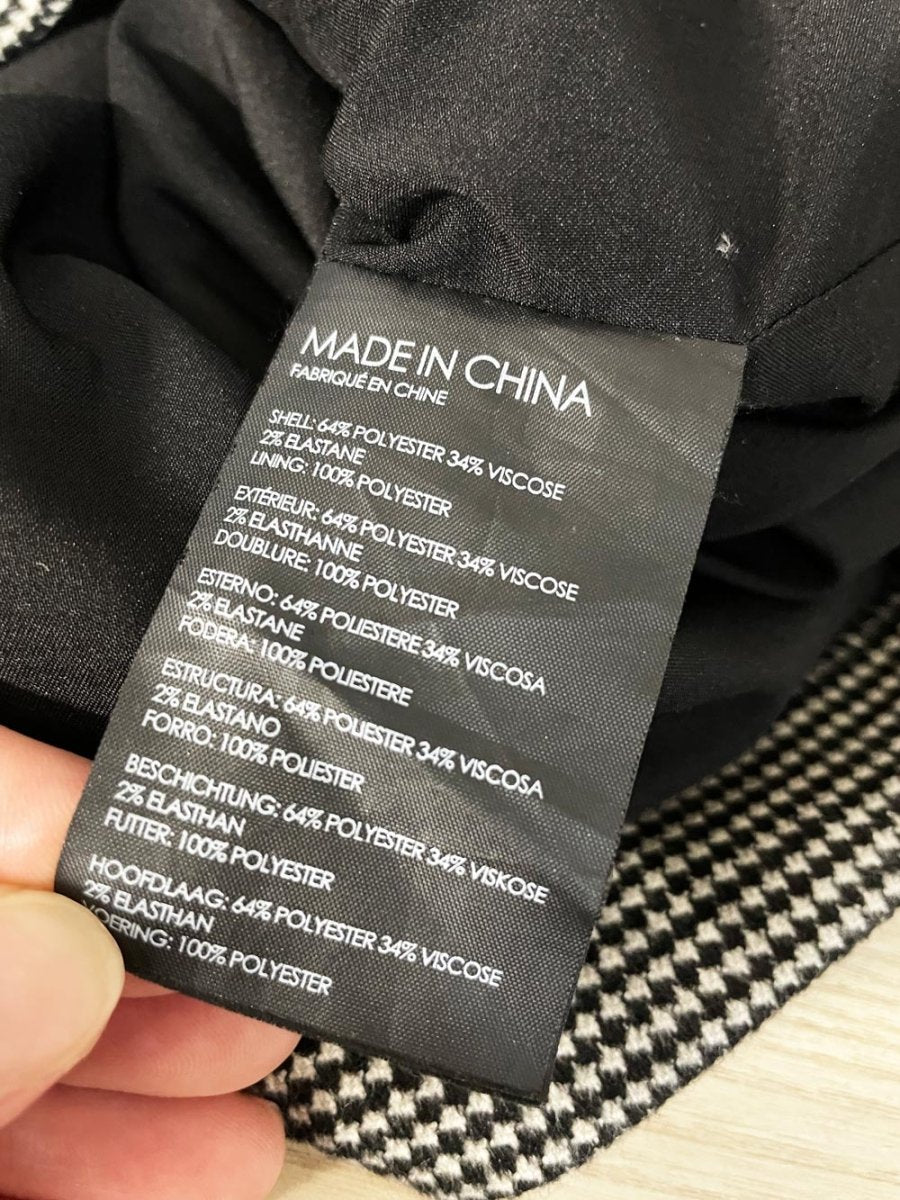 MADE IN CHINA
FABRIQUÉ EN CHINE
SHELL: 64% POLYESTER 34% VISCOSE
2% ELASTANE
LINING: 100% POLYESTER
EXTÉRIEUR: 64% POLYESTER 34% VISCOSE
2% ELASTHANNE
DOUBLURE: 100% POLYESTER
ESTERNO: 64% POLIESTERE 34% VISCOSA
2% ELASTANE
FODERA: 100% POLIESTERE
ESTRUCTURA: 64% POLIESTER 34% VISCOSA
2% ELASTANO
FORRO: 100% POLIESTER
BESCHICHTUNG: 64% POLYESTER 34% VISKOSE
2% ELASTHAN
FUTTER: 100% POLYESTER
HOOFDLAAG: 64% POLYESTER 34% VISCOSE
2% ELASTHAN
VOERING: 100% POLYESTER